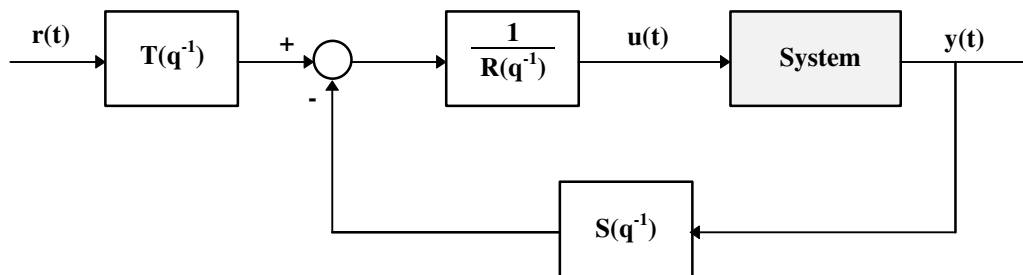 r(t)
T(q⁻¹)
+
-
1
R(q⁻¹)
u(t)
System
y(t)
S(q⁻¹)